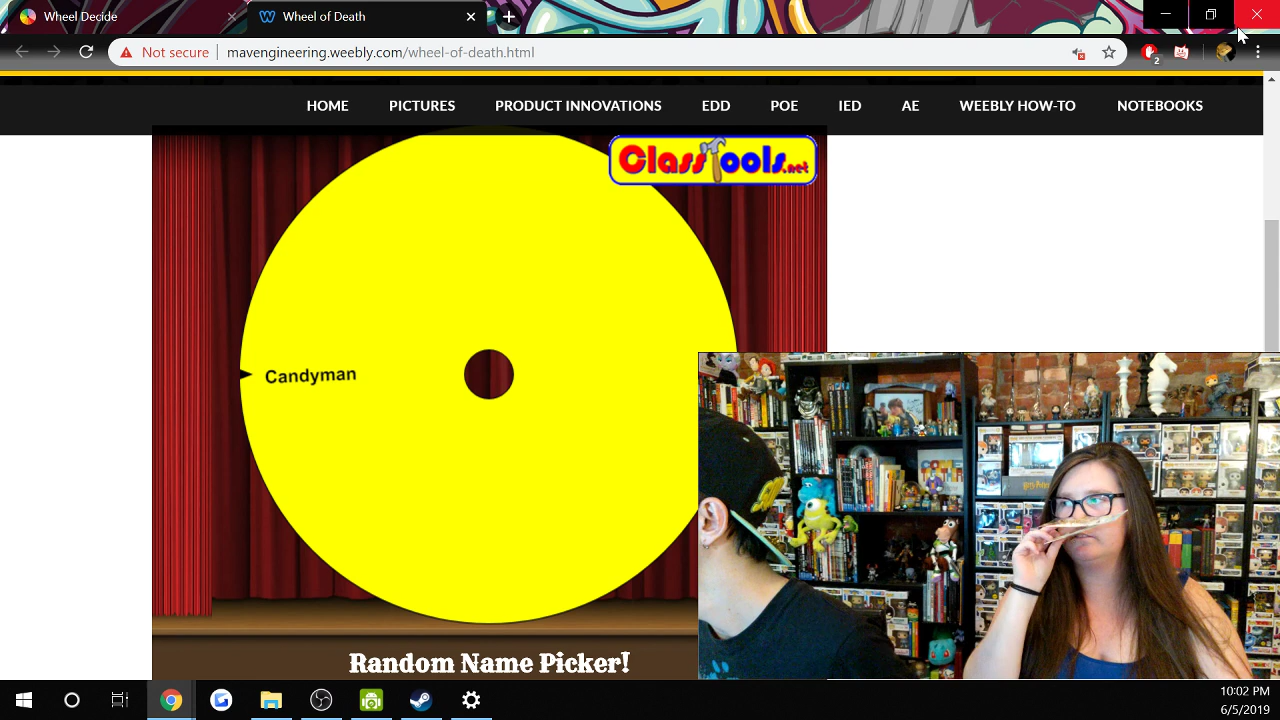 Wheel Decide
Wheel of Death
Not secure
mavengineering.weebly.com/wheel-of-death.html
2
HOME PICTURES PRODUCT INNOVATIONS EDD POE IED AE WEEBLY HOW-TO NOTEBOOKS
ClassTools.net
Candyman
Random Name Picker!
10:02 PM
6/5/2019